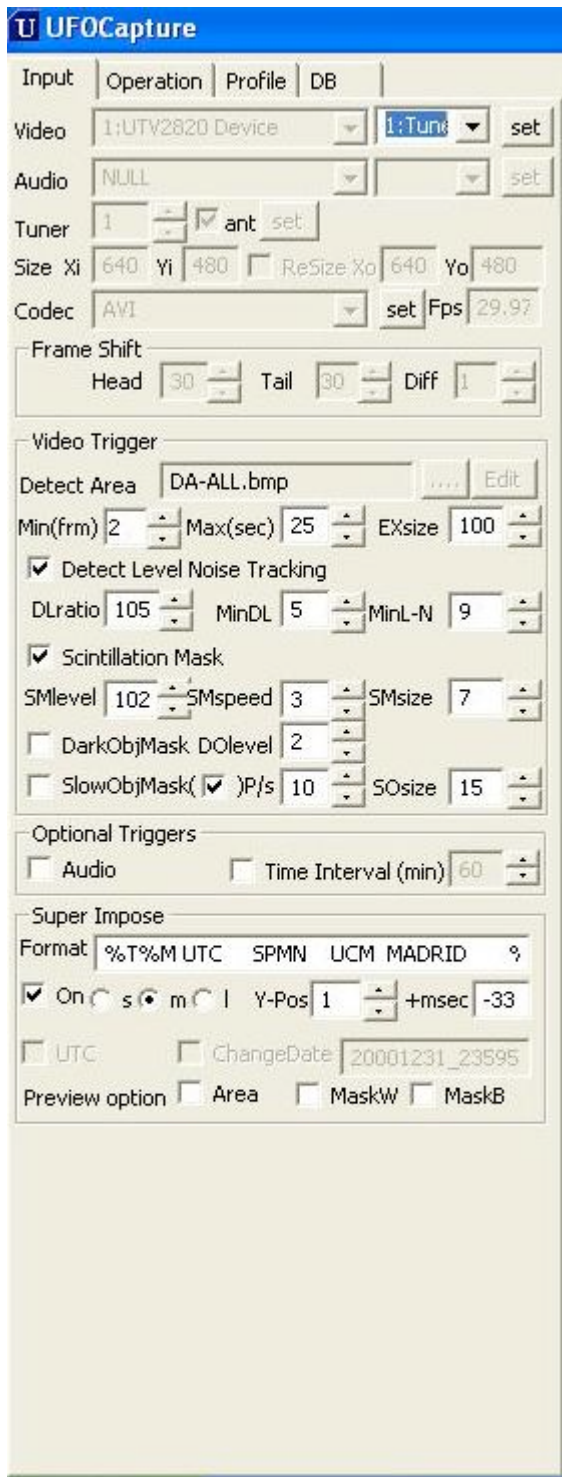 U UFOCapture
Input Operation Profile DB
Video 1:UTV2820 Device 1:Tune set
Audio NULL set
Tuner 1 ant set
Size Xi 640 Yi 480 ReSize Xo 640 Yo 480
Codec AVI set Fps 29.97
Frame Shift
Head 30 Tail 30 Diff 1
Video Trigger
Detect Area DA-ALL.bmp .... Edit
Min(frm) 2 Max(sec) 25 EXsize 100
Detect Level Noise Tracking
DLratio 105 MinDL 5 MinL-N 9
Scintillation Mask
SMlevel 102 SMspeed 3 SMsize 7
DarkObjMask DOlevel 2
SlowObjMask( )P/s 10 SOsize 15
Optional Triggers
Audio Time Interval (min) 60
Super Impose
Format %T%M UTC SPMN UCM MADRID
On s m l Y-Pos 1 +msec -33
UTC ChangeDate 20001231_23595
Preview option Area MaskW MaskB